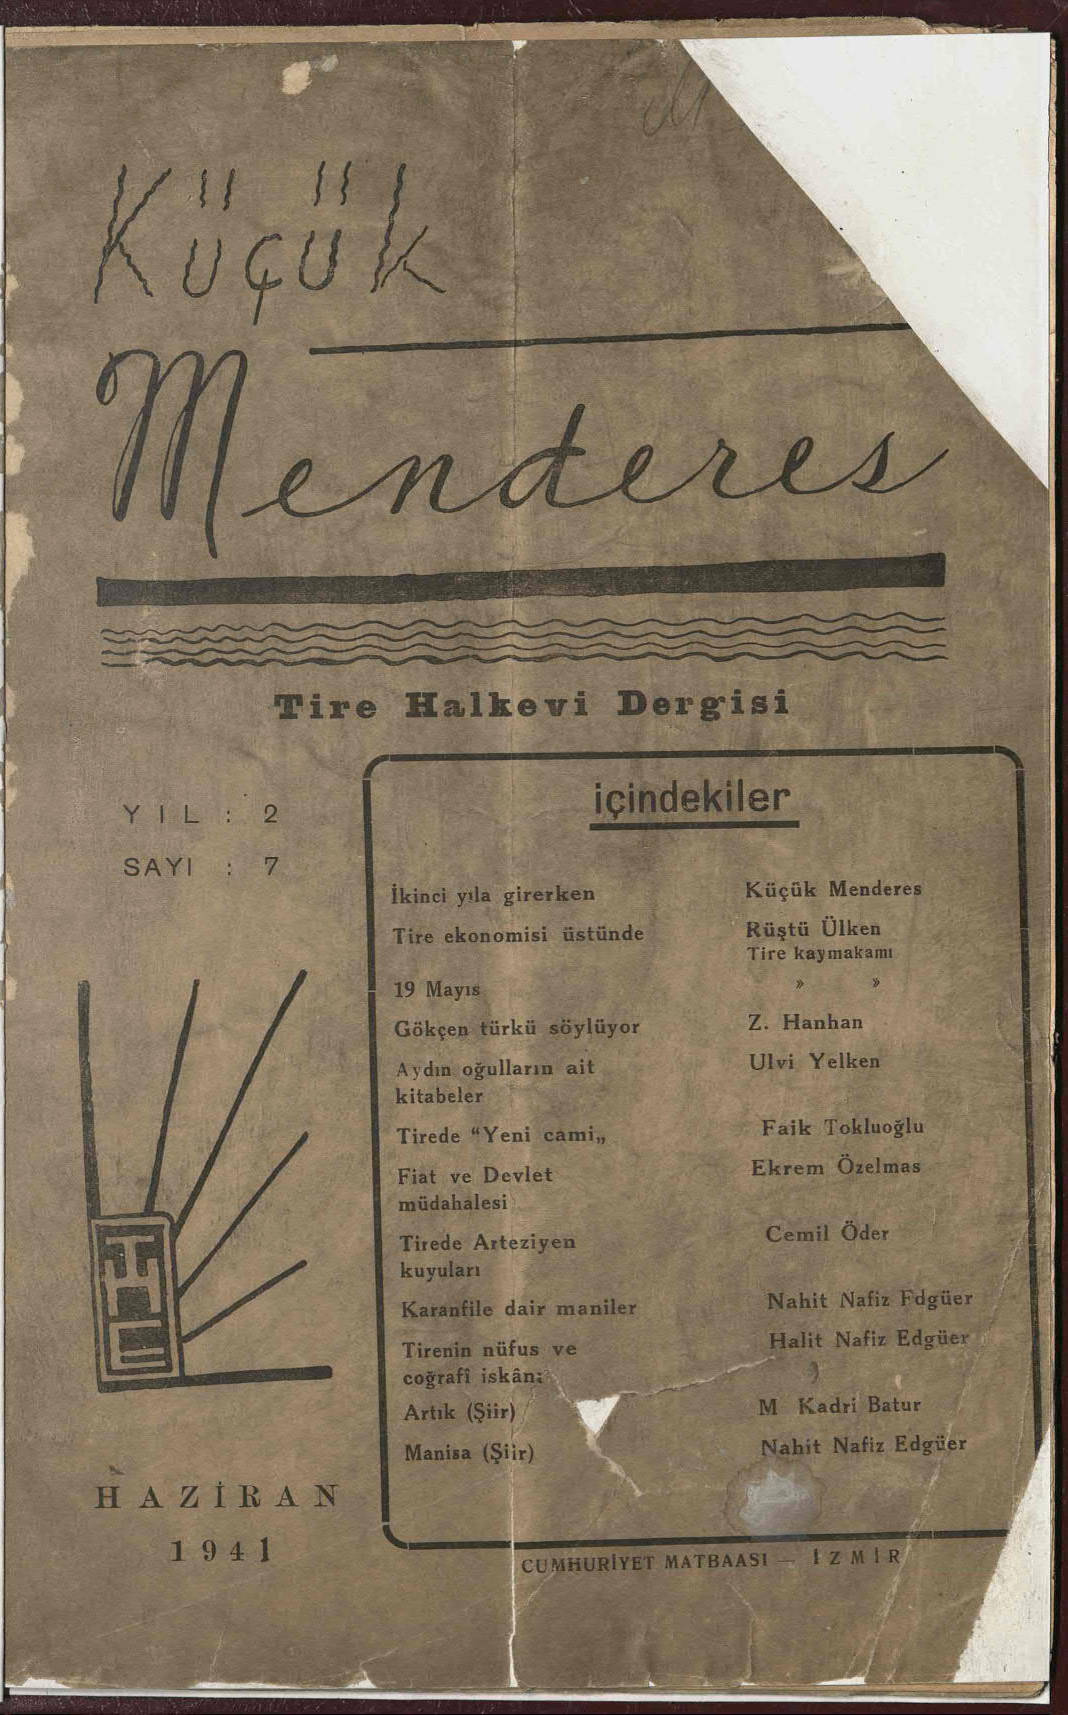 Küçük
Menderes
Tire Halkevi Dergisi
YIL : 2
SAYI : 7
içindekiler
İkinci yıla girerken Küçük Menderes
Tire ekonomisi üstünde Rüştü Ülken
Tire kaymakamı
19 Mayıs » »
Gökçen türkü söylüyor Z. Hanhan
Aydın oğulların ait Ulvi Yelken
kitabeler
Tirede “Yeni cami„ Faik Tokluoğlu
Fiat ve Devlet Ekrem Özelmas
müdahalesi
Tirede Arteziyen Cemil Öder
kuyuları
Karanfile dair maniler Nahit Nafiz Fdgüer
Tirenin nüfus ve Halit Nafiz Edgüer
coğrafî iskânı
Artık (Şiir) M Kadri Batur
Manisa (Şiir) Nahit Nafiz Edgüer
HAZİRAN
1941
CUMHURİYET MATBAASI — İZMİR